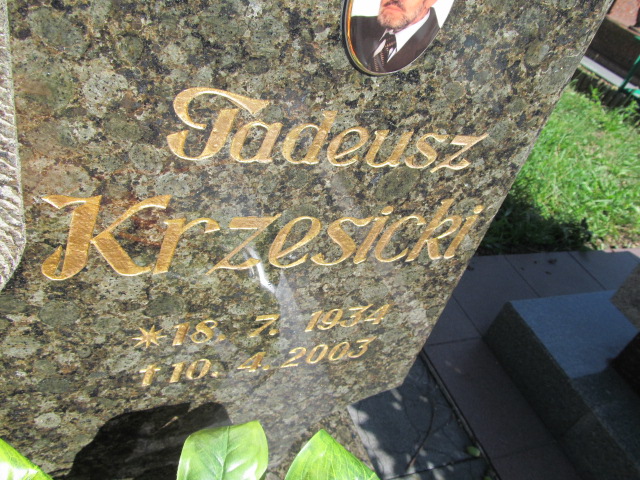 Tadeusz
Krzesicki
* 18. 7. 1934
† 10. 4. 2003